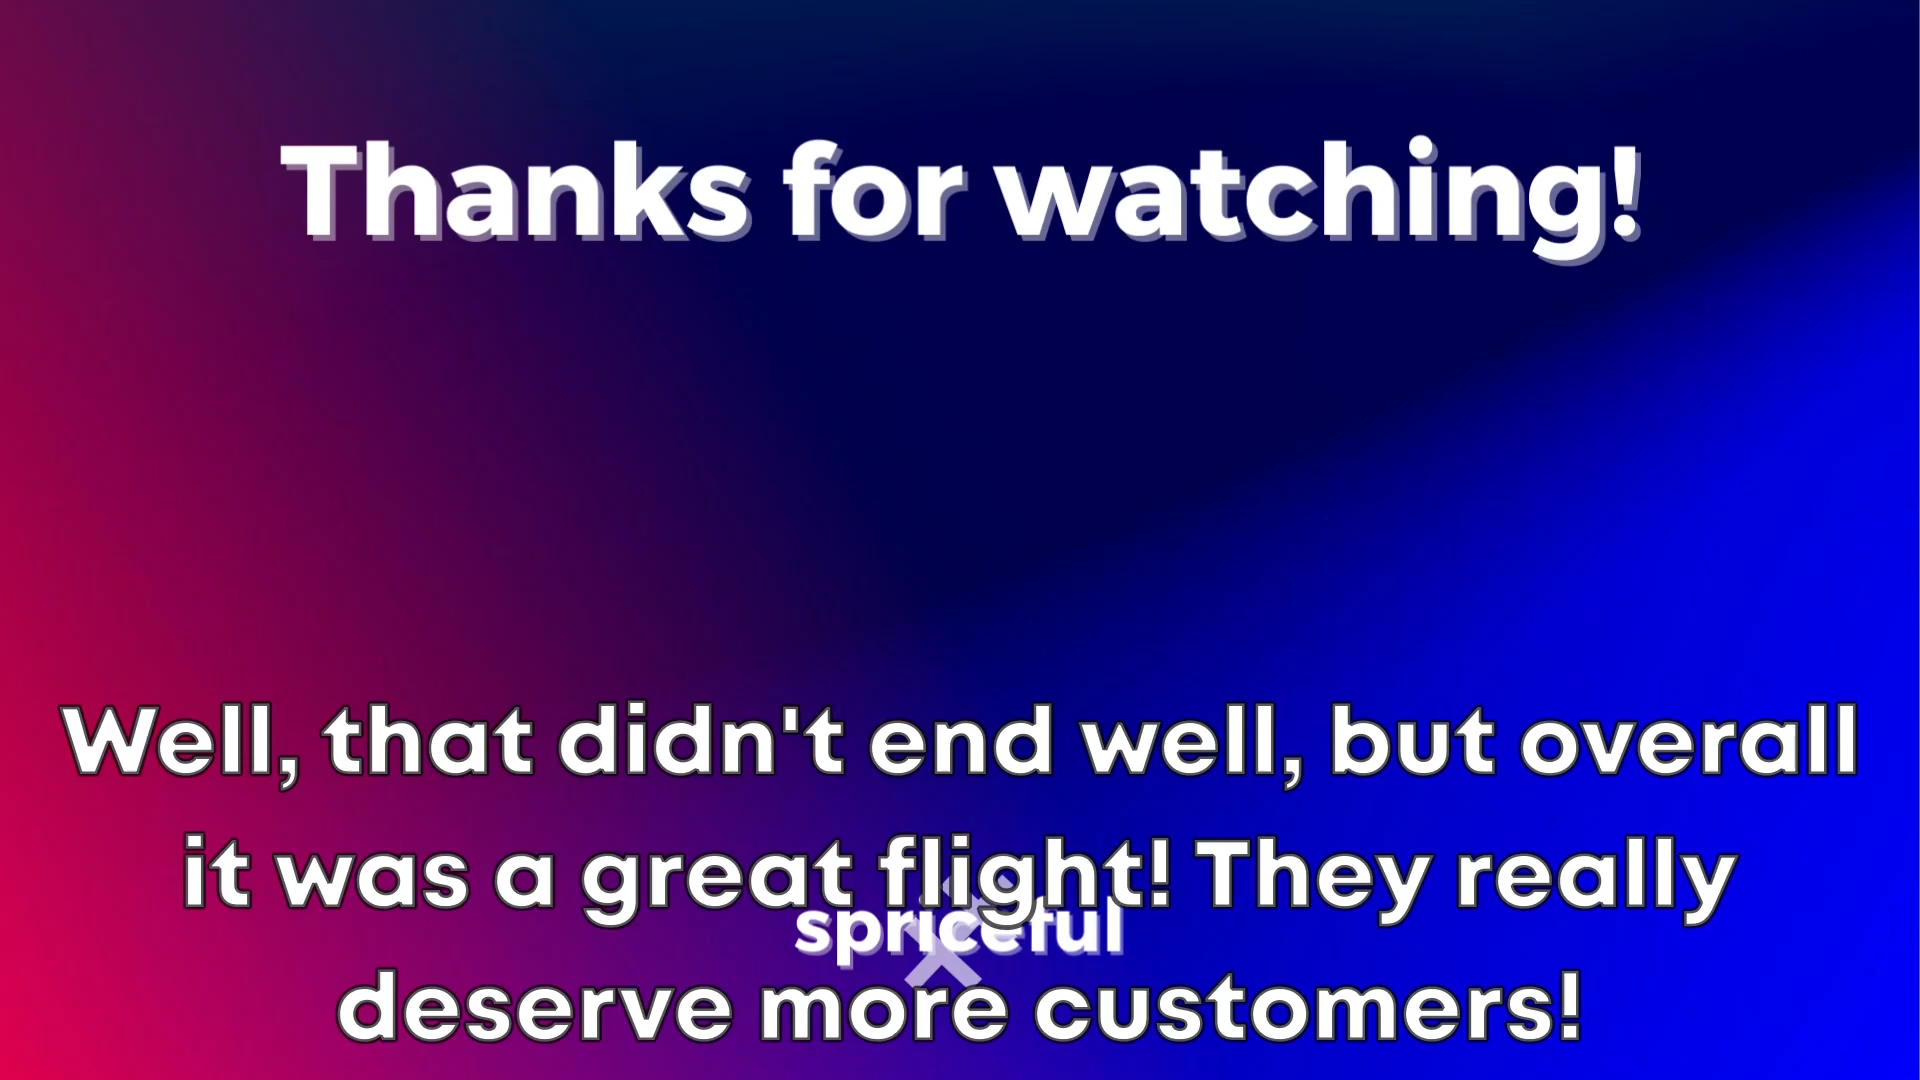 Thanks for watching!
Well, that didn't end well, but overall
it was a great flight! They really
spriceful
deserve more customers!